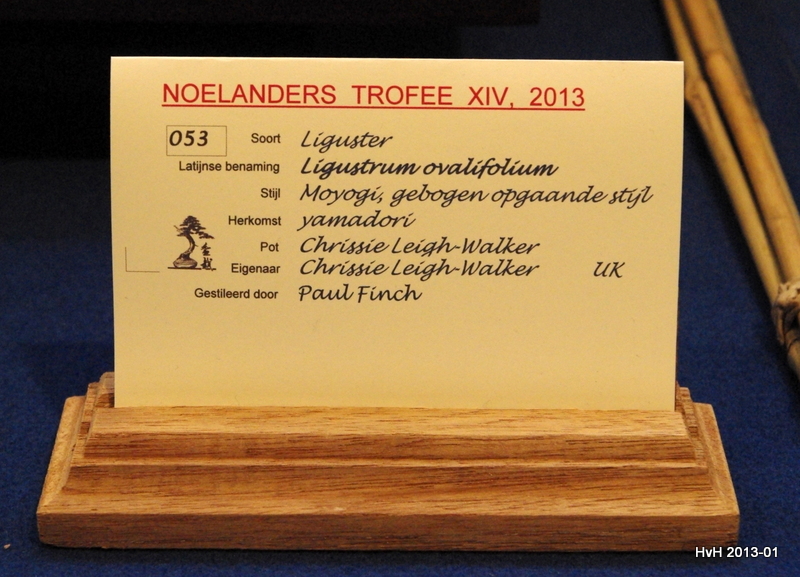 NOELANDERS TROFEE XIV, 2013
053 Soort Liguster
Latijnse benaming Ligustrum ovalifolium
Stijl Moyogi, gebogen opgaande stijl
Herkomst yamadori
Pot Chrissie Leigh-Walker
Eigenaar Chrissie Leigh-Walker UK
Gestileerd door Paul Finch
HvH 2013-01